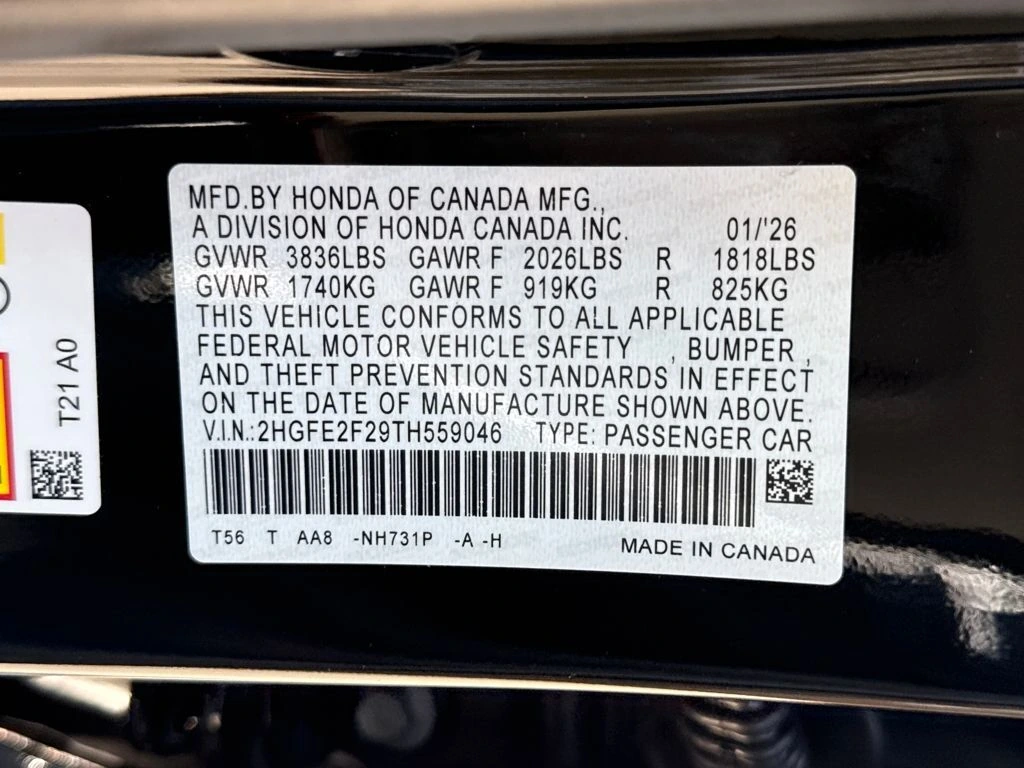 MFD.BY HONDA OF CANADA MFG.,
A DIVISION OF HONDA CANADA INC. 01/'26
GVWR 3836LBS GAWR F 2026LBS R 1818LBS
GVWR 1740KG GAWR F 919KG R 825KG
THIS VEHICLE CONFORMS TO ALL APPLICABLE
FEDERAL MOTOR VEHICLE SAFETY , BUMPER ,
AND THEFT PREVENTION STANDARDS IN EFFECT
ON THE DATE OF MANUFACTURE SHOWN ABOVE.
V.I.N.:2HGFE2F29TH559046 TYPE: PASSENGER CAR
T56 T AA8 -NH731P -A -H
MADE IN CANADA
T21 A0